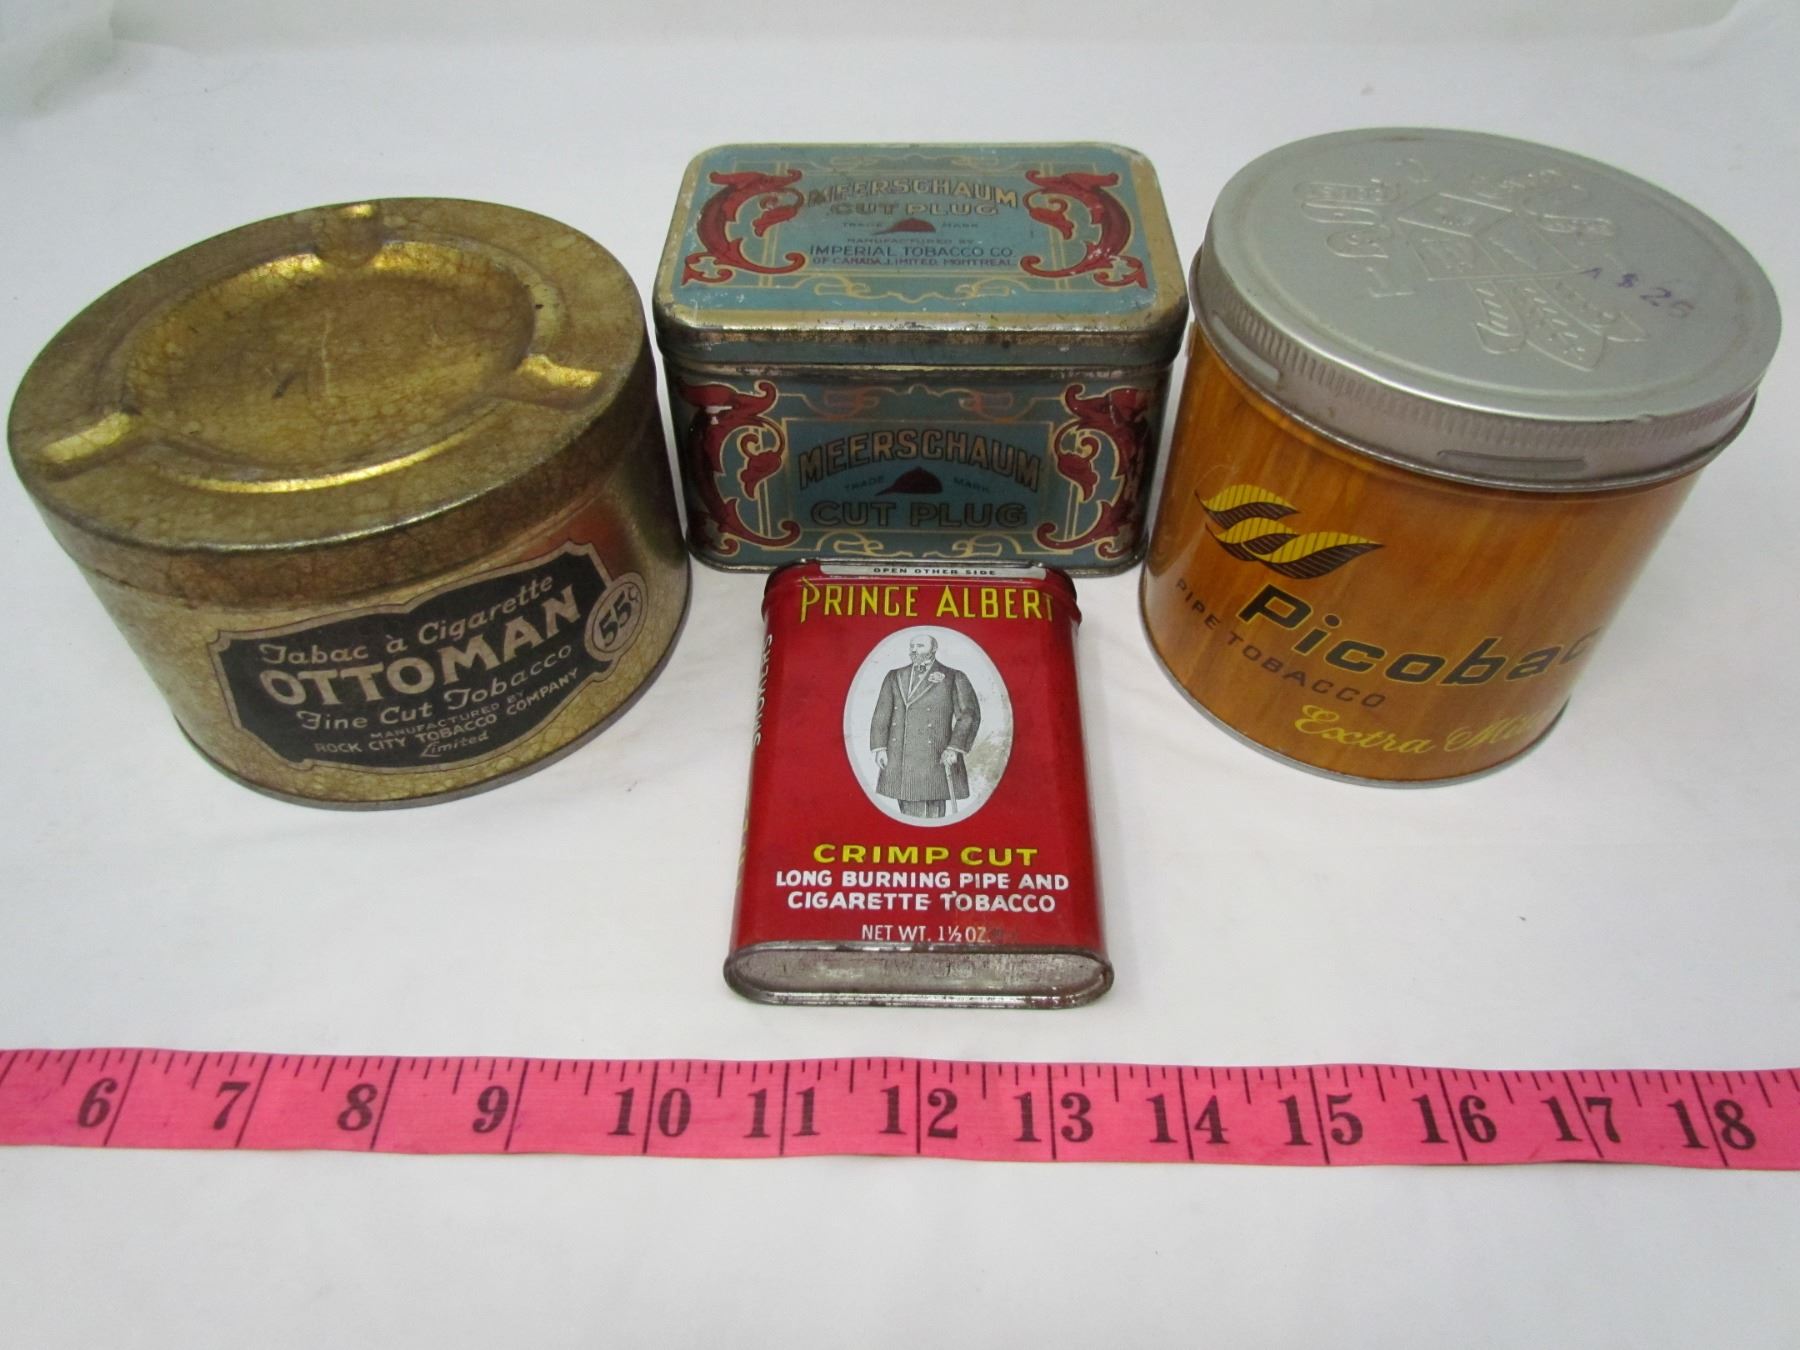 MEERSCHAUM
CUT PLUG
TRADE MARK
MANUFACTURED BY
IMPERIAL TOBACCO CO.
OF CANADA, LIMITED, MONTREAL
MEERSCHAUM
TRADE MARK
CUT PLUG
Tabac à Cigarette
OTTOMAN
55¢
Fine Cut Tobacco
MANUFACTURED BY
ROCK CITY TOBACCO COMPANY
Limited
$25
Picobac
PIPE TOBACCO
Extra
OPEN OTHER SIDE
PRINCE ALBERT
SMOKERS
CRIMP CUT
LONG BURNING PIPE AND
CIGARETTE TOBACCO
NET WT. 1½ OZ.
6 7 8 9 10 11 12 13 14 15 16 17 18